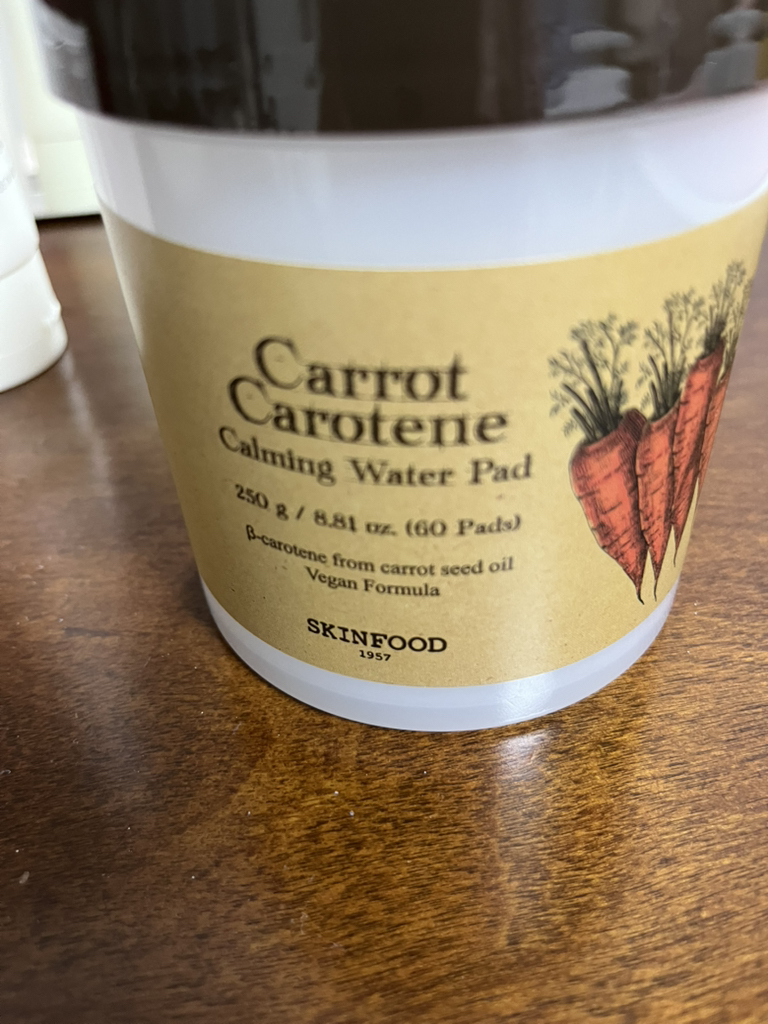 Carrot
Carotene
Calming Water Pad
250 g / 8.81 oz. (60 Pads)
β-carotene from carrot seed oil
Vegan Formula
SKINFOOD
1957